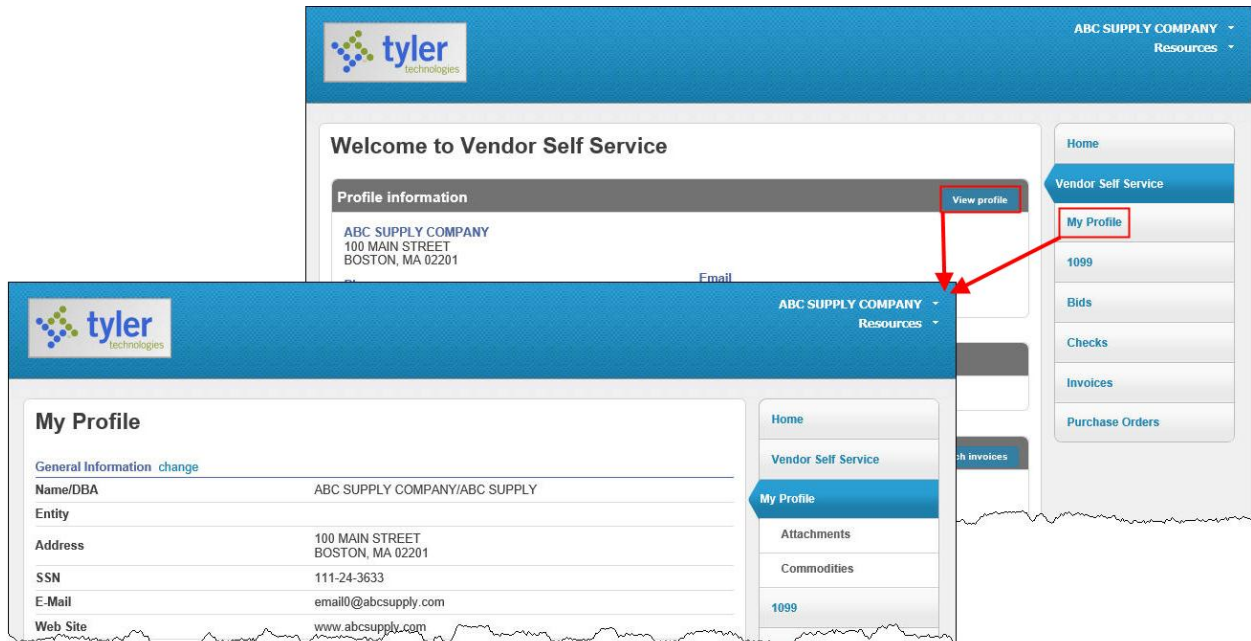 tyler
technologies
ABC SUPPLY COMPANY
Resources
Welcome to Vendor Self Service
Profile information
View profile
ABC SUPPLY COMPANY
100 MAIN STREET
BOSTON, MA 02201
Email
Home
Vendor Self Service
My Profile
1099
Bids
Checks
Invoices
Purchase Orders
invoices
tyler
technologies
ABC SUPPLY COMPANY
Resources
My Profile
General Information change
Name/DBA ABC SUPPLY COMPANY/ABC SUPPLY
Entity
Address 100 MAIN STREET
BOSTON, MA 02201
SSN 111-24-3633
E-Mail email0@abcsupply.com
Web Site www.abcsupply.com
Home
Vendor Self Service
My Profile
Attachments
Commodities
1099